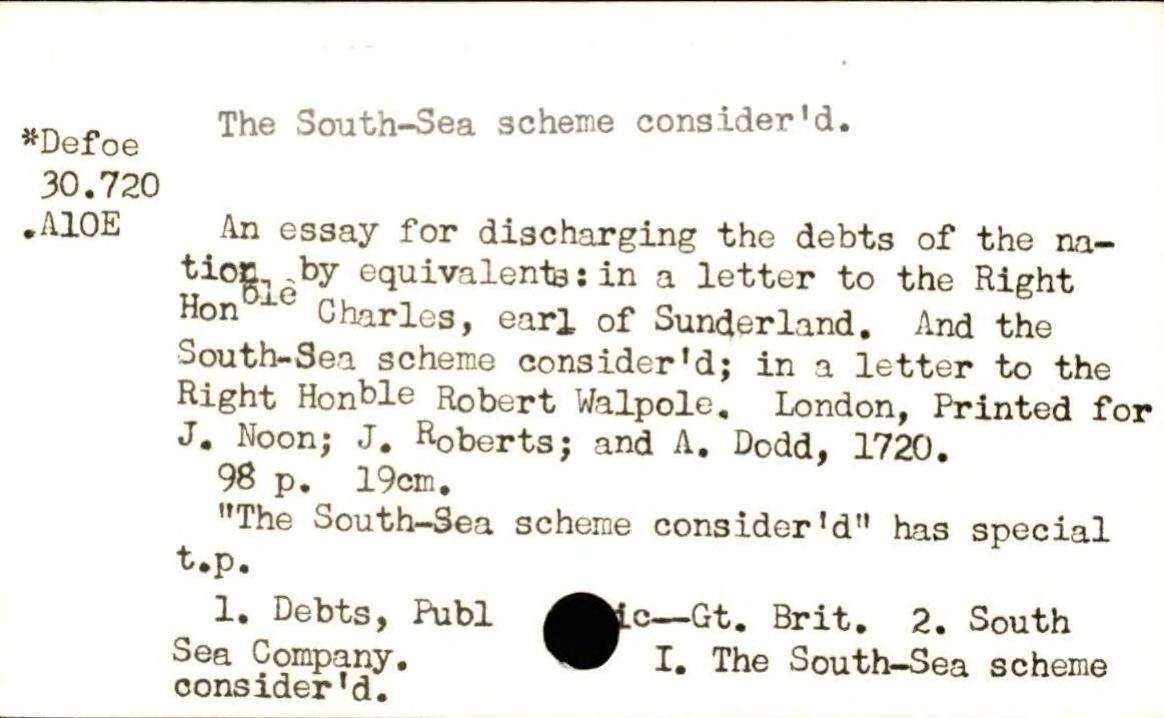 The South-Sea scheme consider'd.
*Defoe
30.720
.A10E
An essay for discharging the debts of the na-
tion, by equivalents: in a letter to the Right
Honble Charles, earl of Sunderland. And the
South-Sea scheme consider'd; in a letter to the
Right Honble Robert Walpole. London, Printed for
J. Noon; J. Roberts; and A. Dodd, 1720.
98 p. 19cm.
"The South-Sea scheme consider'd" has special
t.p.
1. Debts, Public—Gt. Brit. 2. South
Sea Company. I. The South-Sea scheme
consider'd.